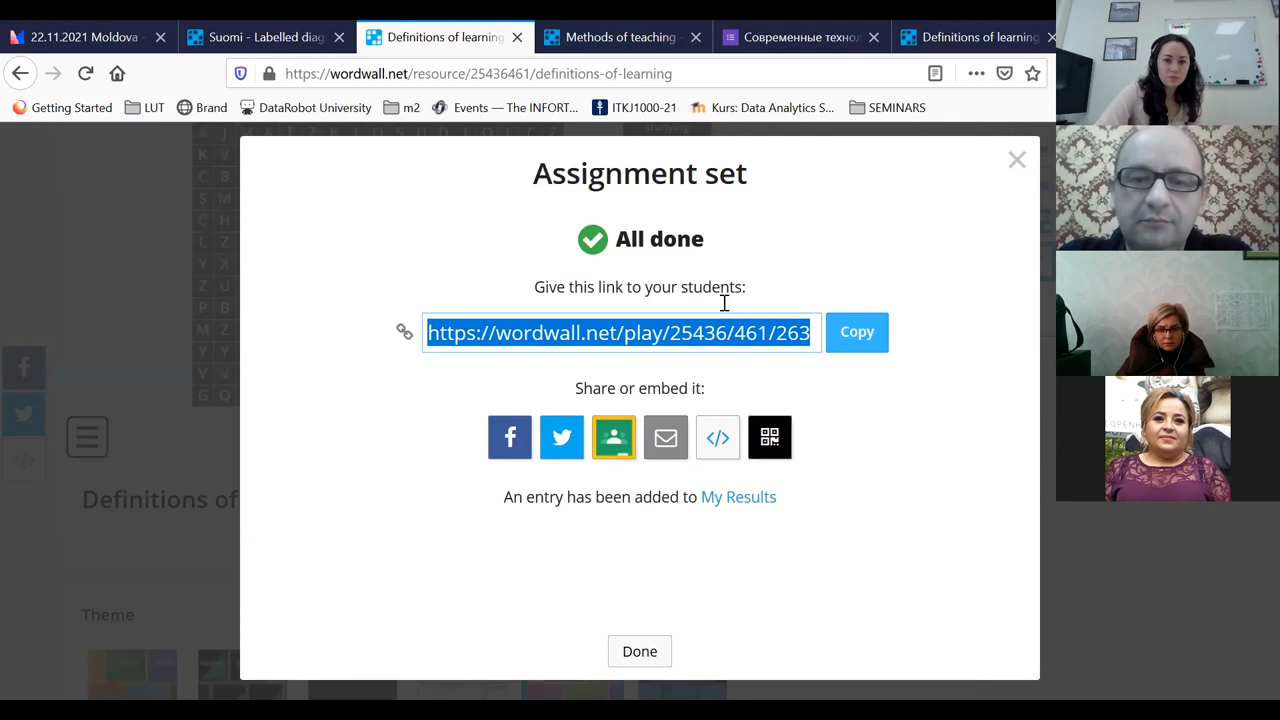 22.11.2021 Moldova -
Suomi - Labelled diag
Definitions of learning
Methods of teaching -
Современные технол
Definitions of learning
https://wordwall.net/resource/25436461/definitions-of-learning
Getting Started
LUT
Brand
DataRobot University
m2
Events — The INFORT...
ITKJ1000-21
Kurs: Data Analytics S...
SEMINARS
studying
Assignment set
All done
Give this link to your students:
https://wordwall.net/play/25436/461/263
Copy
Share or embed it:
An entry has been added to My Results
Done
Definitions of
Theme
A J
K V
C B
S M
C H
L Z
Y X
Z U
P B
M Z
Y Y
V V
G Q